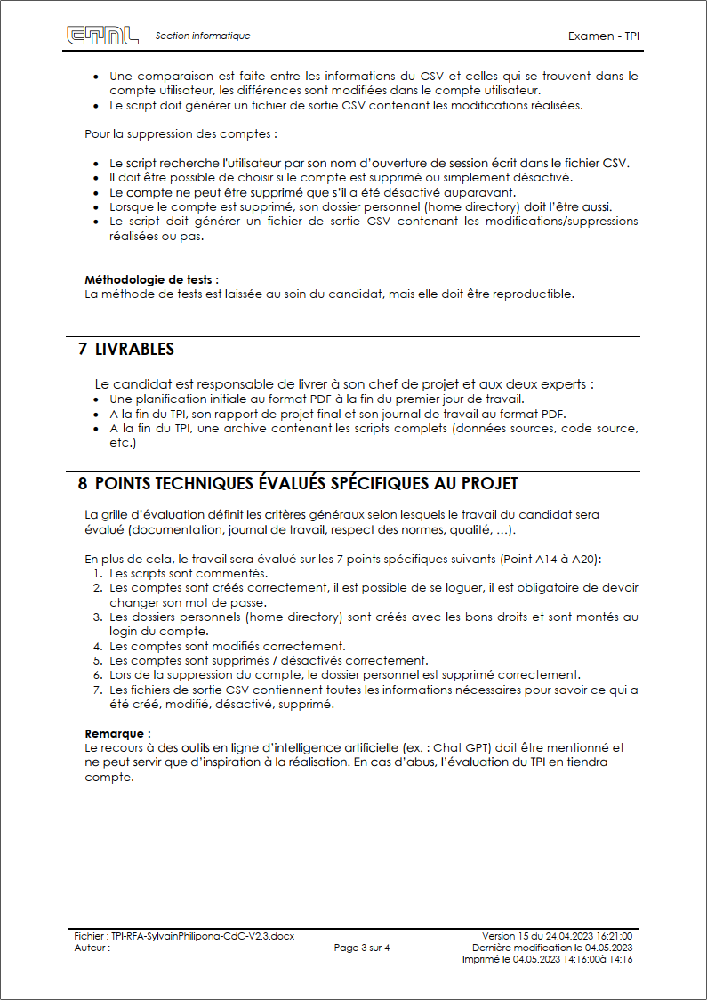 ETML Section informatique Examen - TPI
• Une comparaison est faite entre les informations du CSV et celles qui se trouvent dans le
compte utilisateur, les différences sont modifiées dans le compte utilisateur.
• Le script doit générer un fichier de sortie CSV contenant les modifications réalisées.
Pour la suppression des comptes :
• Le script recherche l'utilisateur par son nom d’ouverture de session écrit dans le fichier CSV.
• Il doit être possible de choisir si le compte est supprimé ou simplement désactivé.
• Le compte ne peut être supprimé que s’il a été désactivé auparavant.
• Lorsque le compte est supprimé, son dossier personnel (home directory) doit l’être aussi.
• Le script doit générer un fichier de sortie CSV contenant les modifications/suppressions
réalisées ou pas.
Méthodologie de tests :
La méthode de tests est laissée au soin du candidat, mais elle doit être reproductible.
7 LIVRABLES
Le candidat est responsable de livrer à son chef de projet et aux deux experts :
• Une planification initiale au format PDF à la fin du premier jour de travail.
• A la fin du TPI, son rapport de projet final et son journal de travail au format PDF.
• A la fin du TPI, une archive contenant les scripts complets (données sources, code source,
etc.)
8 POINTS TECHNIQUES ÉVALUÉS SPÉCIFIQUES AU PROJET
La grille d’évaluation définit les critères généraux selon lesquels le travail du candidat sera
évalué (documentation, journal de travail, respect des normes, qualité, …).
En plus de cela, le travail sera évalué sur les 7 points spécifiques suivants (Point A14 à A20):
1. Les scripts sont commentés.
2. Les comptes sont créés correctement, il est possible de se loguer, il est obligatoire de devoir
changer son mot de passe.
3. Les dossiers personnels (home directory) sont créés avec les bons droits et sont montés au
login du compte.
4. Les comptes sont modifiés correctement.
5. Les comptes sont supprimés / désactivés correctement.
6. Lors de la suppression du compte, le dossier personnel est supprimé correctement.
7. Les fichiers de sortie CSV contiennent toutes les informations nécessaires pour savoir ce qui a
été créé, modifié, désactivé, supprimé.
Remarque :
Le recours à des outils en ligne d’intelligence artificielle (ex. : Chat GPT) doit être mentionné et
ne peut servir que d’inspiration à la réalisation. En cas d’abus, l’évaluation du TPI en tiendra
compte.
Fichier : TPI-RFA-SylvainPhilipona-CdC-V2.3.docx Version 15 du 24.04.2023 16:21:00
Auteur : Page 3 sur 4 Dernière modification le 04.05.2023
Imprimé le 04.05.2023 14:16:00à 14:16